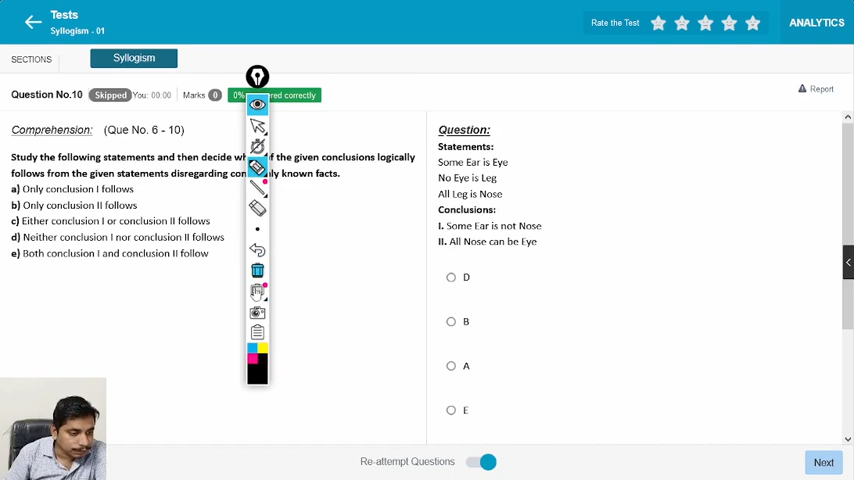 Tests
Syllogism - 01
Rate the Test
ANALYTICS
SECTIONS
Syllogism
Question No.10
Skipped
You: 00:00
Marks
0
0%
ered correctly
Report
Comprehension: (Que No. 6 - 10)
Study the following statements and then decide wh f the given conclusions logically
follows from the given statements disregarding con ly known facts.
a) Only conclusion I follows
b) Only conclusion II follows
c) Either conclusion I or conclusion II follows
d) Neither conclusion I nor conclusion II follows
e) Both conclusion I and conclusion II follow
Question:
Statements:
Some Ear is Eye
No Eye is Leg
All Leg is Nose
Conclusions:
I. Some Ear is not Nose
II. All Nose can be Eye
D
B
A
E
Re-attempt Questions
Next